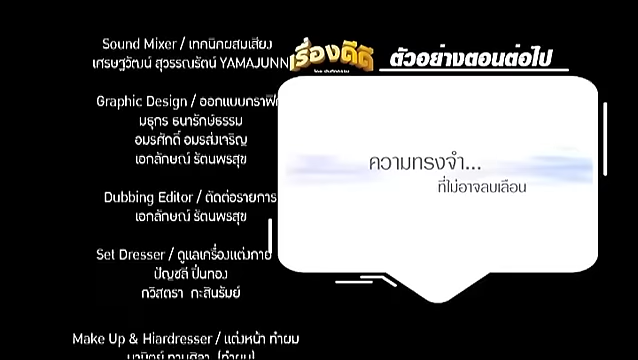 Sound Mixer / เทคนิคผสมเสียง
เศรษฐวัฒน์ สุวรรณรัตน์ YAMAJUNN
Graphic Design / ออกแบบกราฟิก
มธุกร ธนารักษ์ธรรม
อมรศักดิ์ อมรส่งเจริญ
เอกลักษณ์ รัตนพรสุข
Dubbing Editor / ตัดต่อรายการ
เอกลักษณ์ รัตนพรสุข
Set Dresser / ดูแลเครื่องแต่งกาย
ปัญชลี ปิ่นทอง
กวิสตรา กะสินรัมย์
Make Up & Hiardresser / แต่งหน้า ทำผม
เรื่องดีดี
ตัวอย่างตอนต่อไป
ความทรงจำ...
ที่ไม่อาจลบเลือน